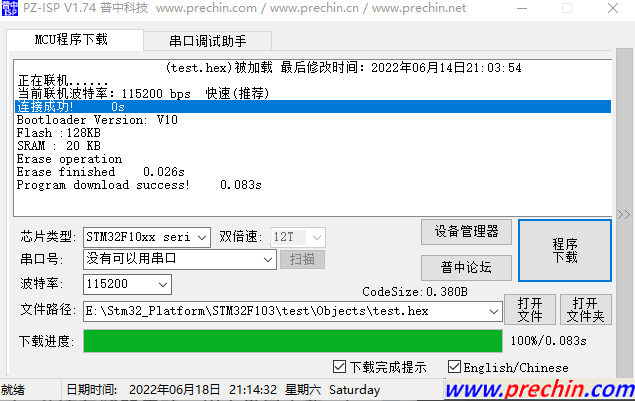 普中 ISP PZ-ISP V1.74 普中科技 www.prechin.com / www.prechin.cn / www.prechin.net
MCU程序下载 串口调试助手
(test.hex)被加载 最后修改时间: 2022年06月14日21:03:54
正在联机......
当前联机波特率: 115200 bps 快速(推荐)
连接成功! 0s
Bootloader Version: V10
Flash :128KB
SRAM : 20 KB
Erase operation
Erase finished 0.026s
Program download success! 0.083s
芯片类型: STM32F10xx seri 双倍速: 12T 设备管理器 程序下载
串口号: 没有可以用串口 扫描 普中论坛
波特率: 115200
CodeSize:0.380B
文件路径: E:\Stm32_Platform\STM32F103\test\Objects\test.hex 打开文件 打开文件夹
下载进度: 100%/0.083s
下载完成提示 English/Chinese
就绪 日期时间: 2022年06月18日 21:14:32 星期六 Saturday www.prechin.com